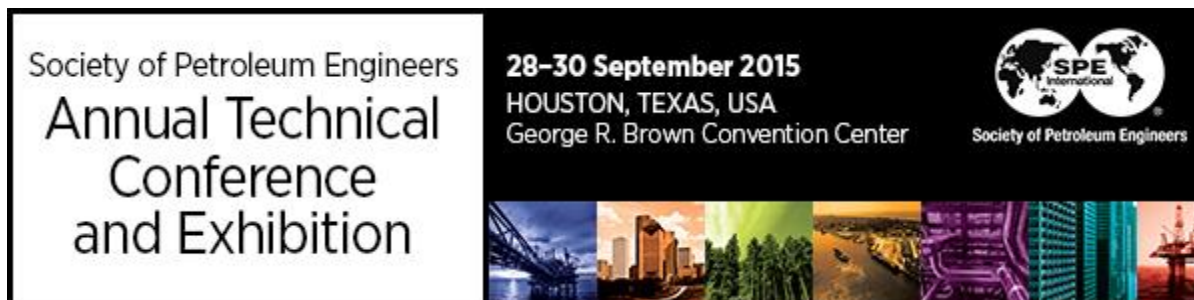 Society of Petroleum Engineers
Annual Technical
Conference
and Exhibition
28–30 September 2015
HOUSTON, TEXAS, USA
George R. Brown Convention Center
SPE
International
®
Society of Petroleum Engineers